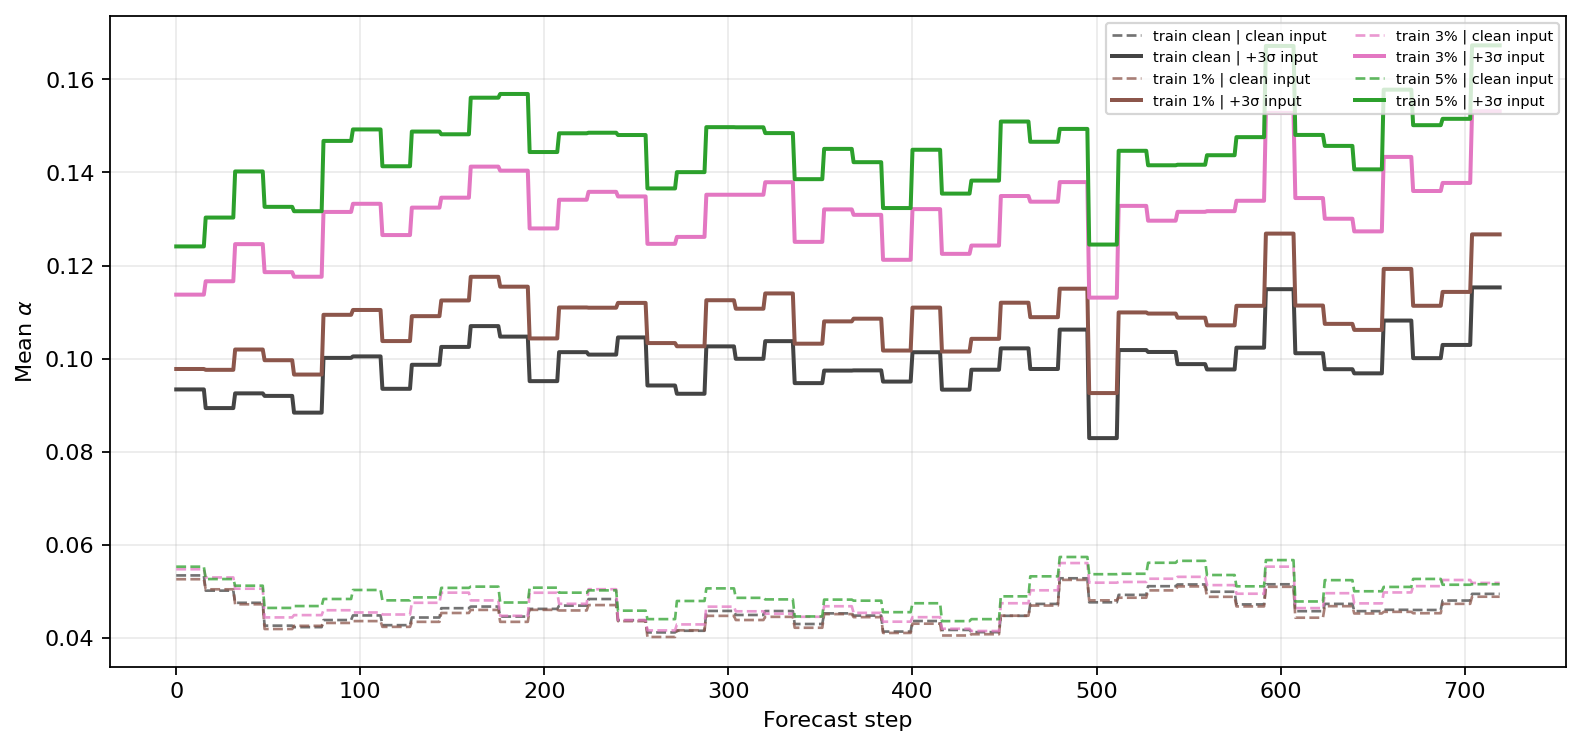 train clean | clean input
train clean | +3σ input
train 1% | clean input
train 1% | +3σ input
train 3% | clean input
train 3% | +3σ input
train 5% | clean input
train 5% | +3σ input
Mean α
0.16
0.14
0.12
0.10
0.08
0.06
0.04
0 100 200 300 400 500 600 700
Forecast step